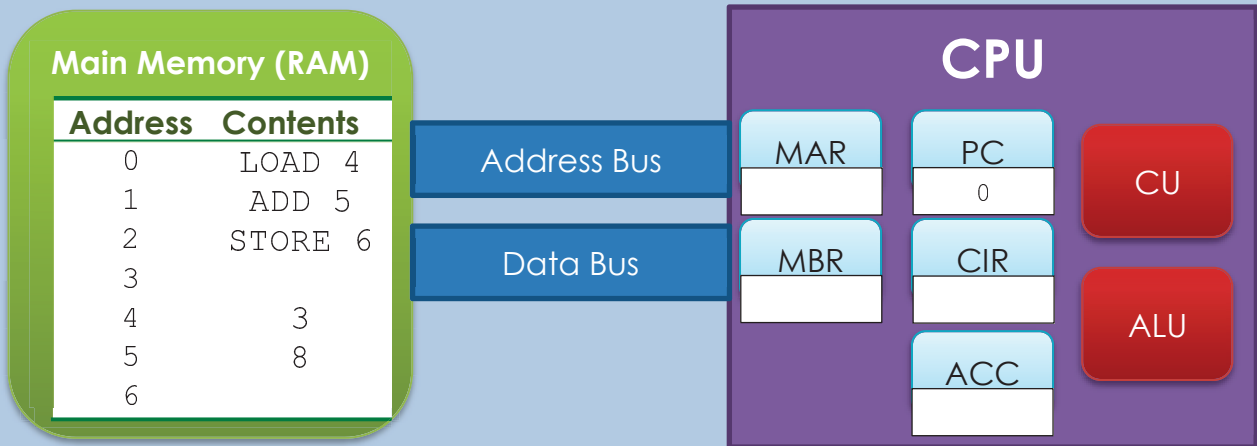 Main Memory (RAM)
Address Contents
0 LOAD 4
1 ADD 5
2 STORE 6
3
4 3
5 8
6
Address Bus
Data Bus
CPU
MAR
PC
0
MBR
CIR
ACC
CU
ALU